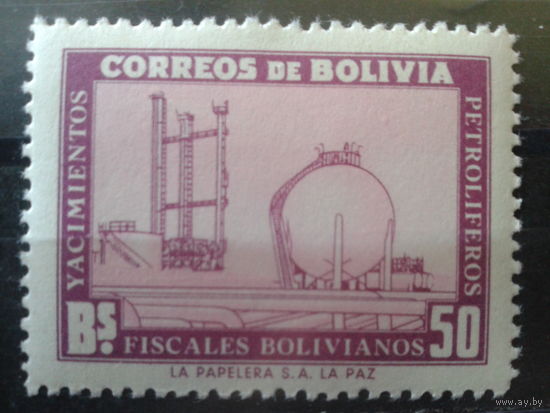 CORREOS DE BOLIVIA
YACIMIENTOS
PETROLIFEROS
Bs. 50
FISCALES BOLIVIANOS
LA PAPELERA S.A. LA PAZ
www.ay.by